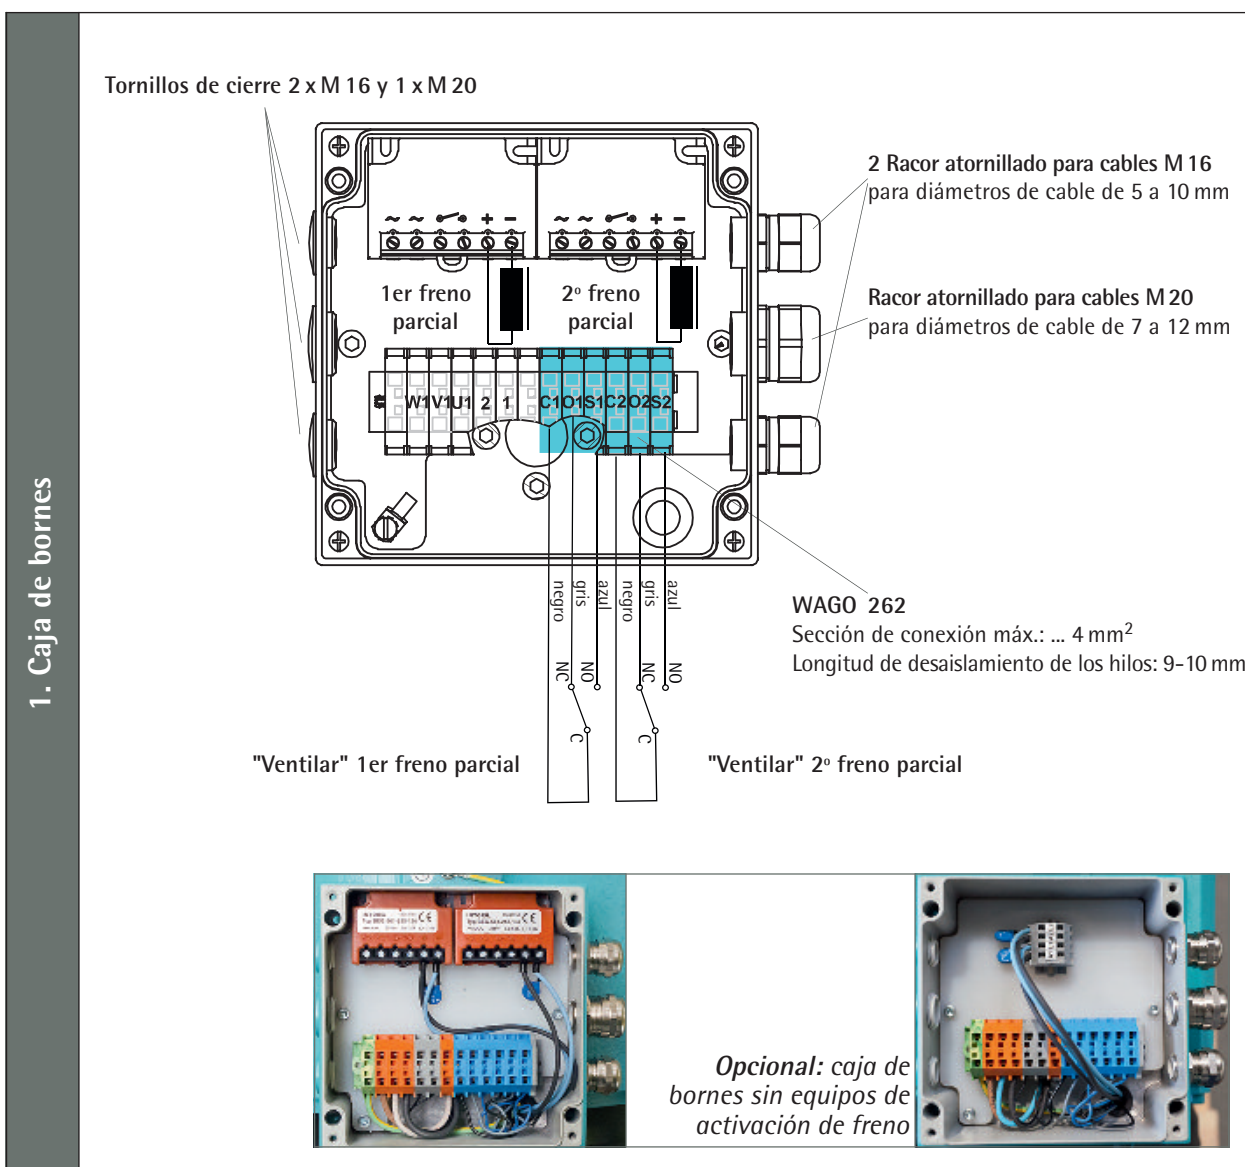 1. Caja de bornes
Tornillos de cierre 2 x M 16 y 1 x M 20
2 Racor atornillado para cables M 16
para diámetros de cable de 5 a 10 mm
Racor atornillado para cables M 20
para diámetros de cable de 7 a 12 mm
1er freno
parcial
2º freno
parcial
W1 V1 U1 2 1 C1 O1 S1 C2 O2 S2
negro gris azul negro gris azul
NC NO NC NO
C C
WAGO 262
Sección de conexión máx.: ... 4 mm²
Longitud de desaislamiento de los hilos: 9-10 mm
"Ventilar" 1er freno parcial
"Ventilar" 2º freno parcial
Opcional: caja de
bornes sin equipos de
activación de freno